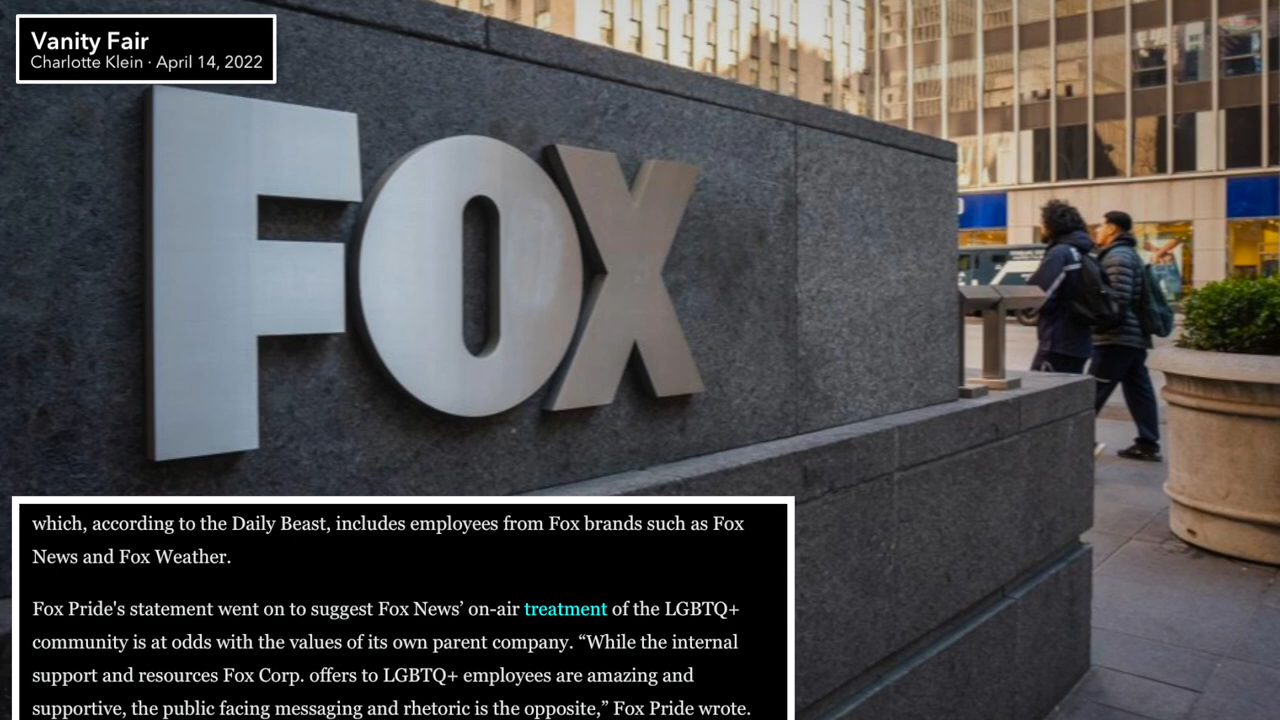 Vanity Fair
Charlotte Klein · April 14, 2022
FOX
which, according to the Daily Beast, includes employees from Fox brands such as Fox
News and Fox Weather.
Fox Pride's statement went on to suggest Fox News’ on-air treatment of the LGBTQ+
community is at odds with the values of its own parent company. “While the internal
support and resources Fox Corp. offers to LGBTQ+ employees are amazing and
supportive, the public facing messaging and rhetoric is the opposite,” Fox Pride wrote.